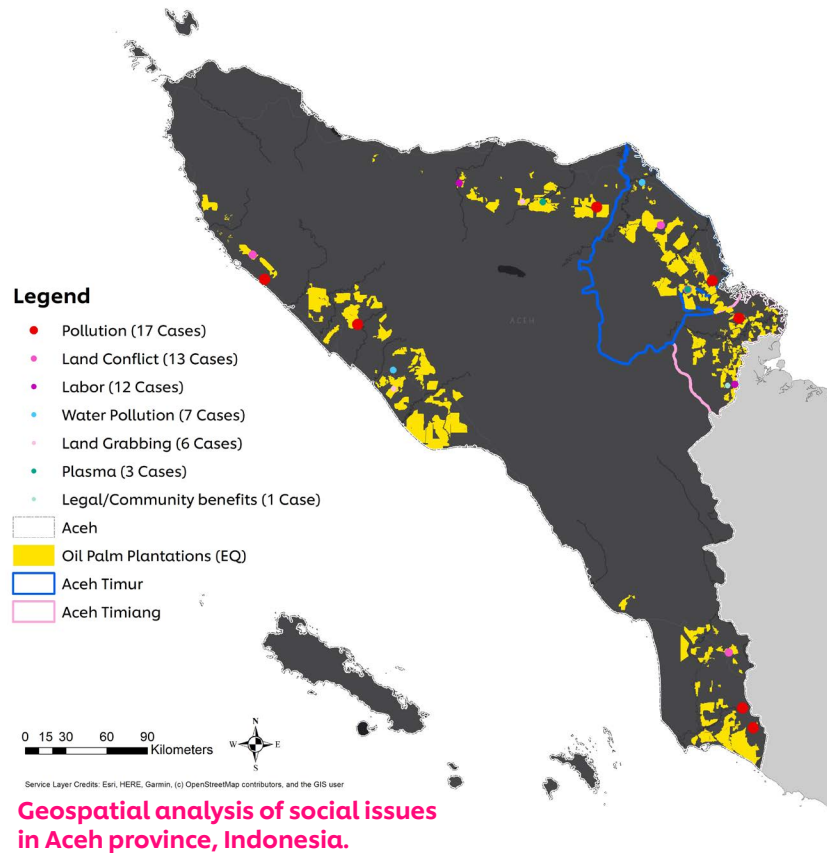 ACEH
Legend
Pollution (17 Cases)
Land Conflict (13 Cases)
Labor (12 Cases)
Water Pollution (7 Cases)
Land Grabbing (6 Cases)
Plasma (3 Cases)
Legal/Community benefits (1 Case)
Aceh
Oil Palm Plantations (EQ)
Aceh Timur
Aceh Timiang
0 15 30 60 90
Kilometers
N
W E
S
Service Layer Credits: Esri, HERE, Garmin, (c) OpenStreetMap contributors, and the GIS user
Geospatial analysis of social issues
in Aceh province, Indonesia.